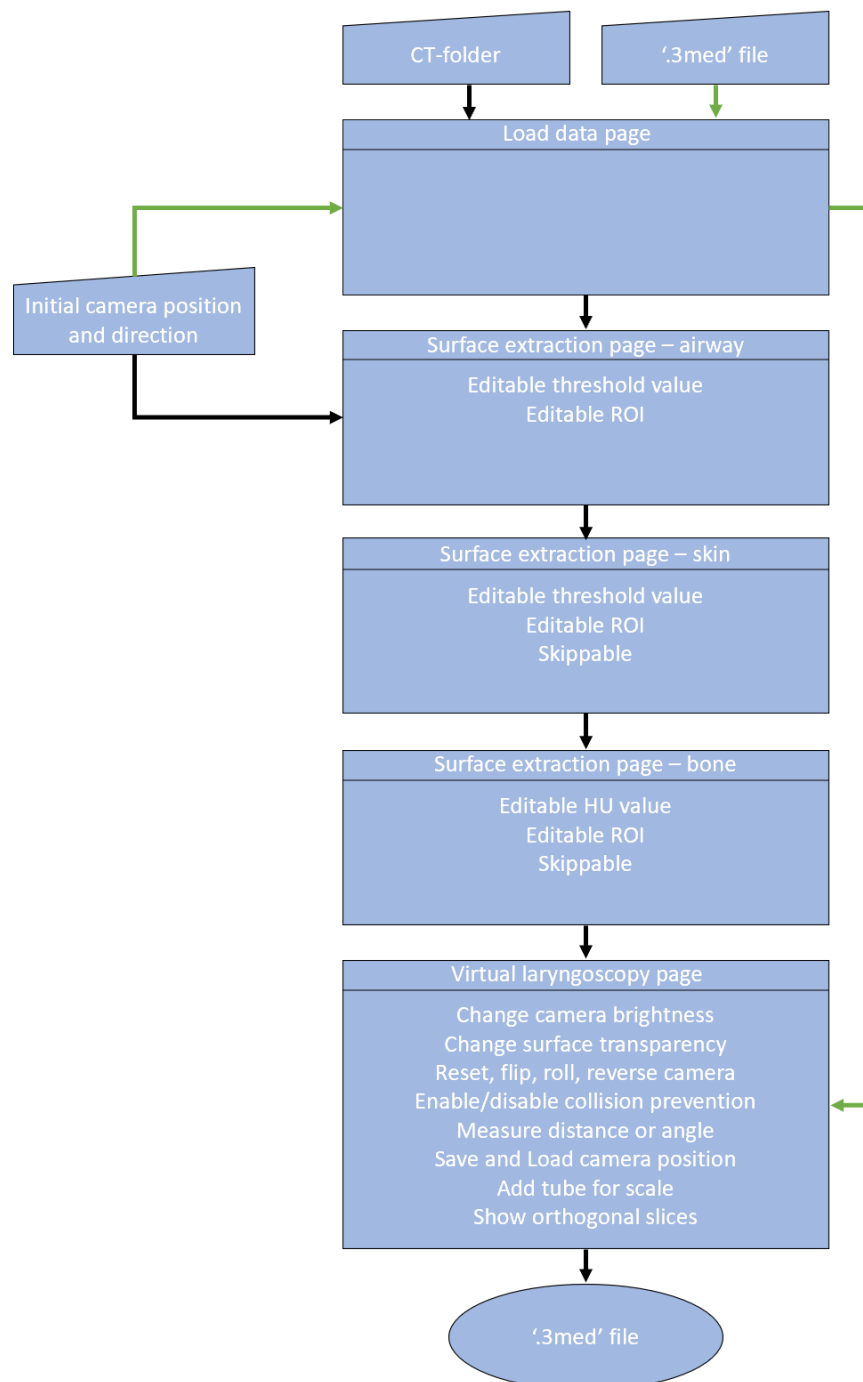 CT-folder
‘.3med’ file
Load data page
Initial camera position
and direction
Surface extraction page – airway
Editable threshold value
Editable ROI
Surface extraction page – skin
Editable threshold value
Editable ROI
Skippable
Surface extraction page – bone
Editable HU value
Editable ROI
Skippable
Virtual laryngoscopy page
Change camera brightness
Change surface transparency
Reset, flip, roll, reverse camera
Enable/disable collision prevention
Measure distance or angle
Save and Load camera position
Add tube for scale
Show orthogonal slices
‘.3med’ file